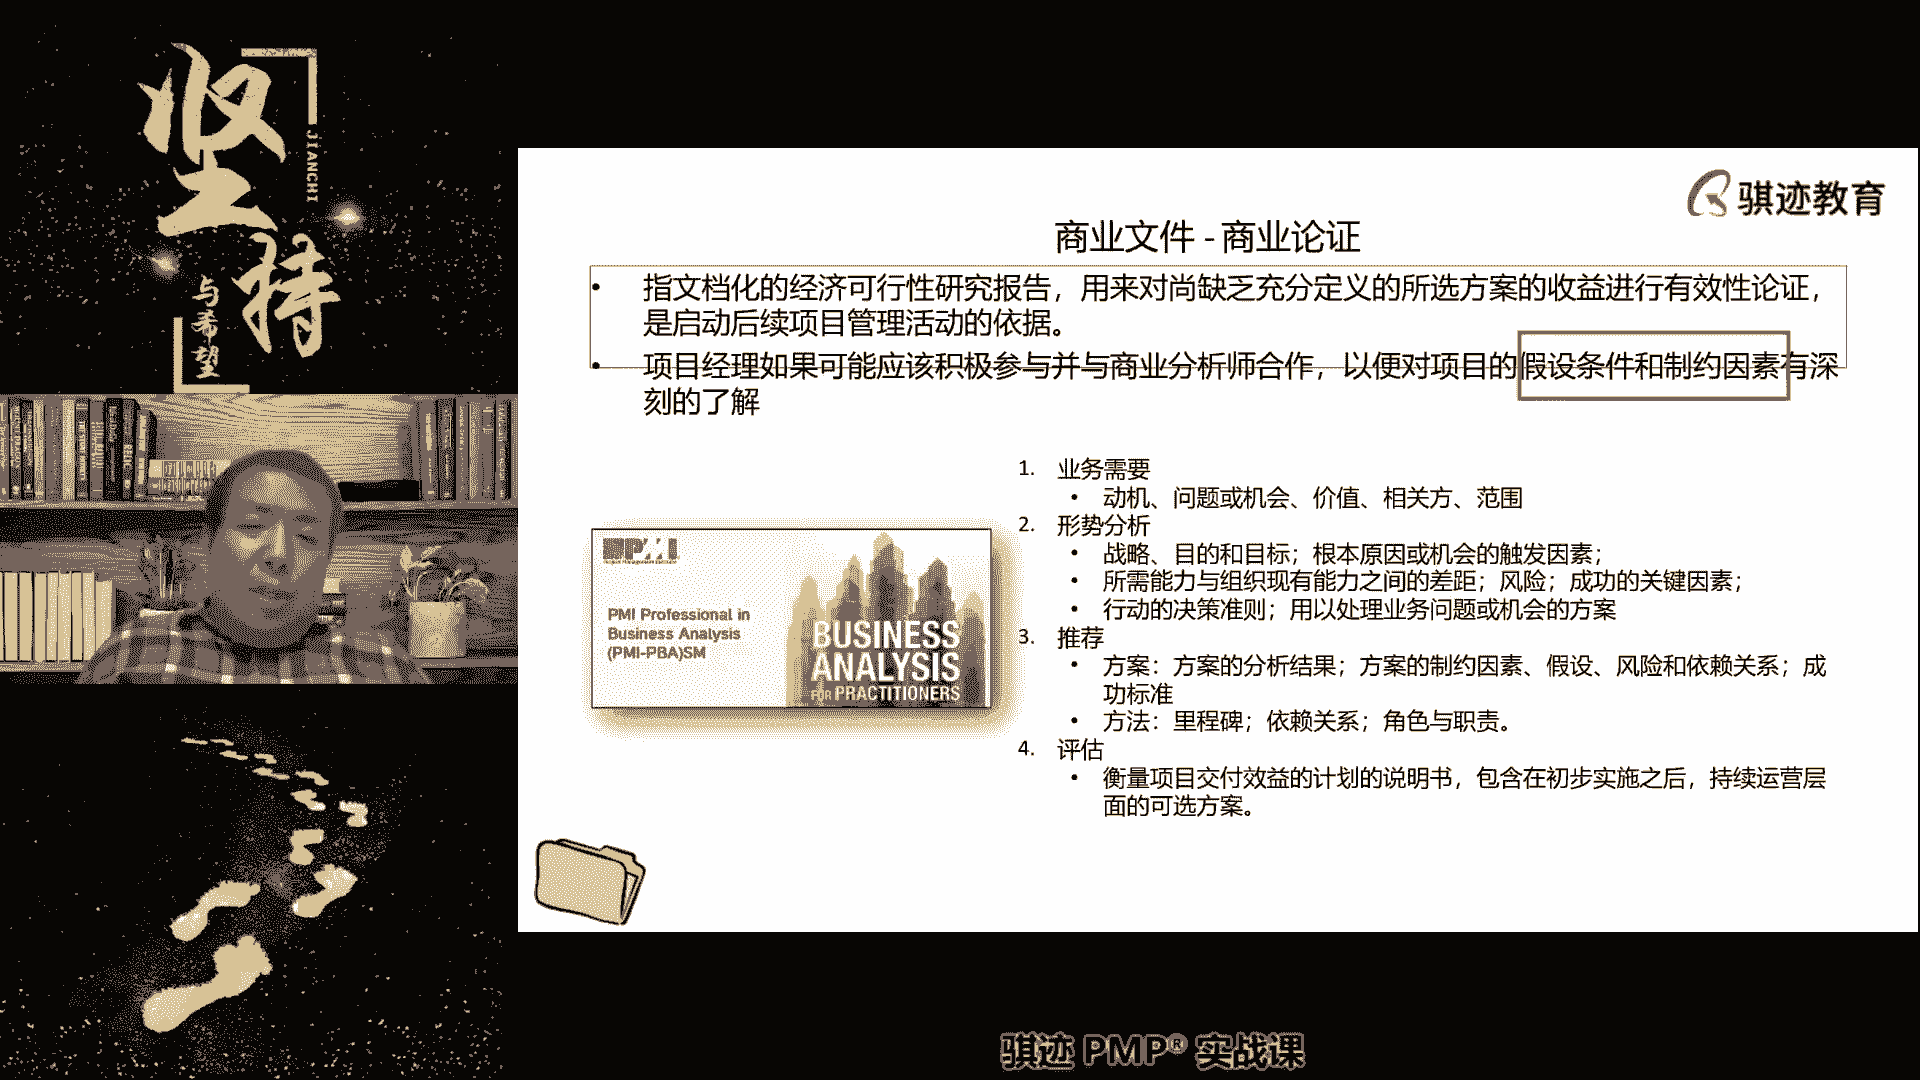 坚持
JIANCHI
与希望
骐迹教育
商业文件 - 商业论证
• 指文档化的经济可行性研究报告，用来对尚缺乏充分定义的所选方案的收益进行有效性论证，
是启动后续项目管理活动的依据。
• 项目经理如果可能应该积极参与并与商业分析师合作，以便对项目的假设条件和制约因素有深
刻的了解
1. 业务需要
• 动机、问题或机会、价值、相关方、范围
2. 形势分析
• 战略、目的和目标；根本原因或机会的触发因素；
• 所需能力与组织现有能力之间的差距；风险；成功的关键因素；
• 行动的决策准则；用以处理业务问题或机会的方案
3. 推荐
• 方案：方案的分析结果；方案的制约因素、假设、风险和依赖关系；成
功标准
• 方法：里程碑；依赖关系；角色与职责。
4. 评估
• 衡量项目交付效益的计划的说明书，包含在初步实施之后，持续运营层
面的可选方案。
PMI
PMI Professional in
Business Analysis
(PMI-PBA)SM
BUSINESS
ANALYSIS
FOR PRACTITIONERS
骐迹 PMP® 实战课